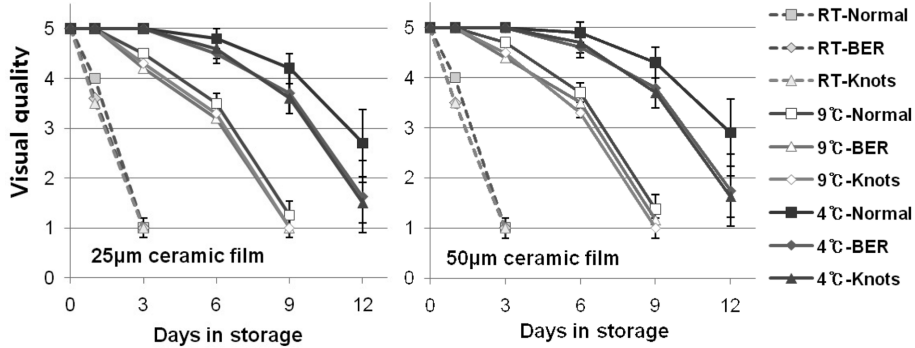 Visual quality
5
4
3
2
1
0
0 3 6 9 12
25μm ceramic film
Days in storage
5
4
3
2
1
0
0 3 6 9 12
50μm ceramic film
Days in storage
RT-Normal
RT-BER
RT-Knots
9℃-Normal
9℃-BER
9℃-Knots
4℃-Normal
4℃-BER
4℃-Knots